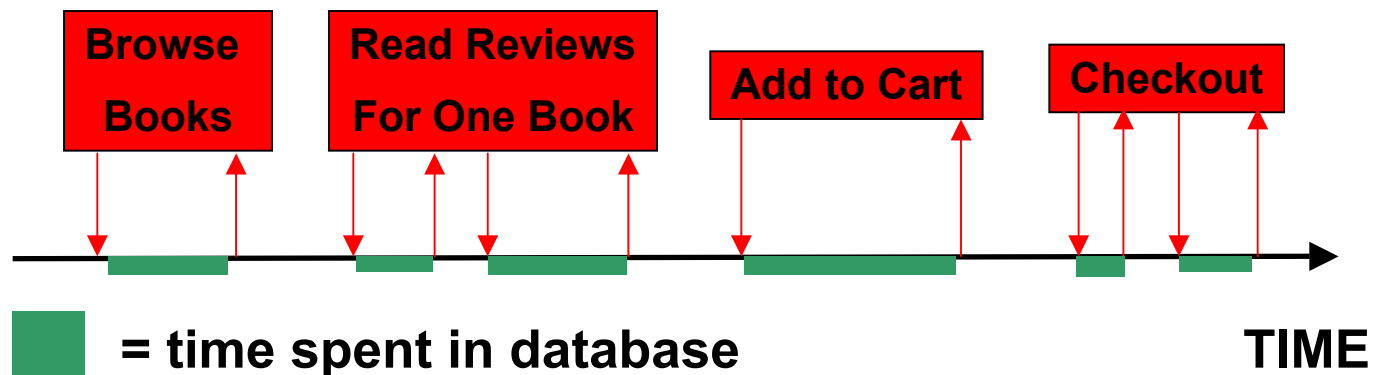 Browse
Books
Read Reviews
For One Book
Add to Cart
Checkout
= time spent in database
TIME